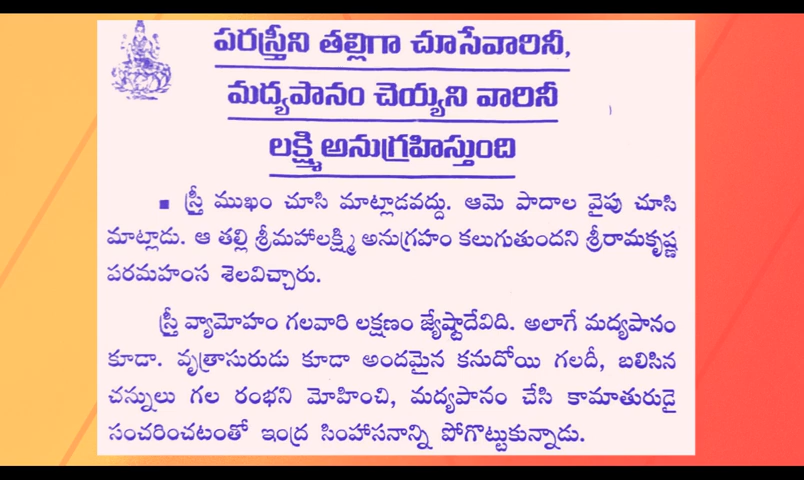 పరస్త్రీని తల్లిగా చూసేవారినీ,
మద్యపానం చెయ్యని వారినీ
లక్ష్మి అనుగ్రహిస్తుంది
■ స్త్రీ ముఖం చూసి మాట్లాడవద్దు. ఆమె పాదాల వైపు చూసి
మాట్లాడు. ఆ తల్లి శ్రీమహాలక్ష్మి అనుగ్రహం కలుగుతుందని శ్రీరామకృష్ణ
పరమహంస శెలవిచ్చారు.
స్త్రీ వ్యామోహం గలవారి లక్షణం జ్యేష్ఠాదేవిది. అలాగే మద్యపానం
కూడా. వృత్రాసురుడు కూడా అందమైన కనుదోయి గలదీ, బలిసిన
చన్నులు గల రంభని మోహించి, మద్యపానం చేసి కామాతురుడై
సంచరించటంతో ఇంద్ర సింహాసనాన్ని పోగొట్టుకున్నాడు.